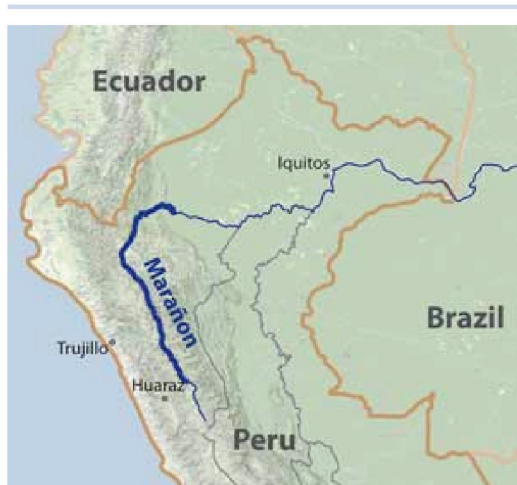 Ecuador
Iquitos
Marañon
Brazil
Trujillo
Huaraz
Peru